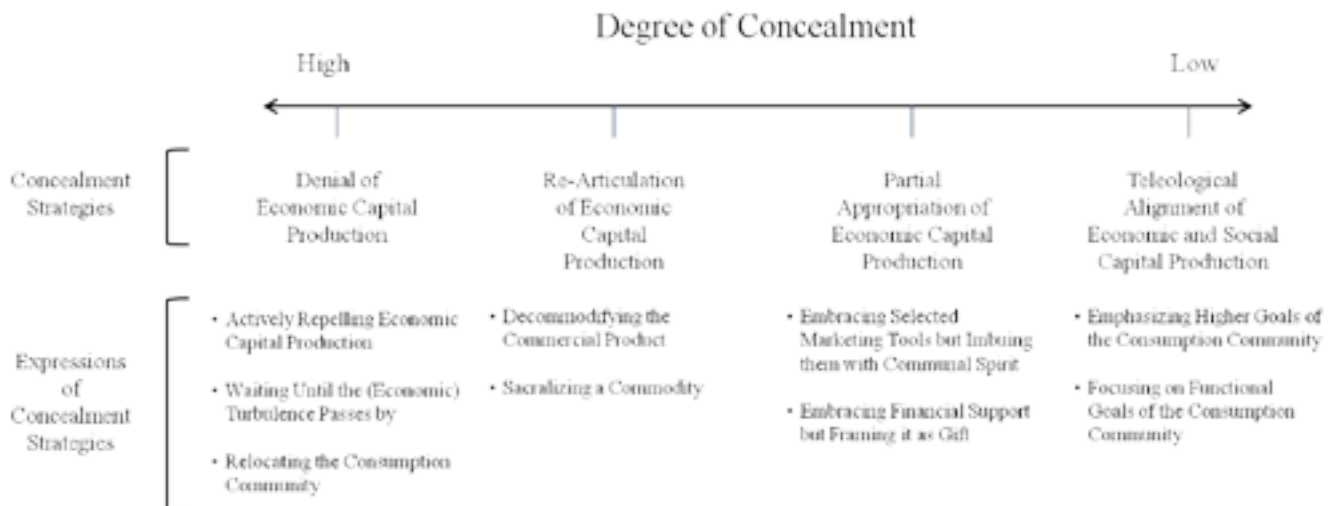 Degree of Concealment
High
Low
Concealment
Strategies
Denial of
Economic Capital
Production
Re-Articulation
of Economic
Capital
Production
Partial
Appropriation of
Economic Capital
Production
Teleological
Alignment of
Economic and Social
Capital Production
Expressions
of
Concealment
Strategies
• Actively Repelling Economic
Capital Production
• Waiting Until the (Economic)
Turbulence Passes by
• Relocating the Consumption
Community
• Decommodifying the
Commercial Product
• Sacralizing a Commodity
• Embracing Selected
Marketing Tools but Imbuing
them with Communal Spirit
• Embracing Financial Support
but Framing it as Gift
• Emphasizing Higher Goals of
the Consumption Community
• Focusing on Functional
Goals of the Consumption
Community